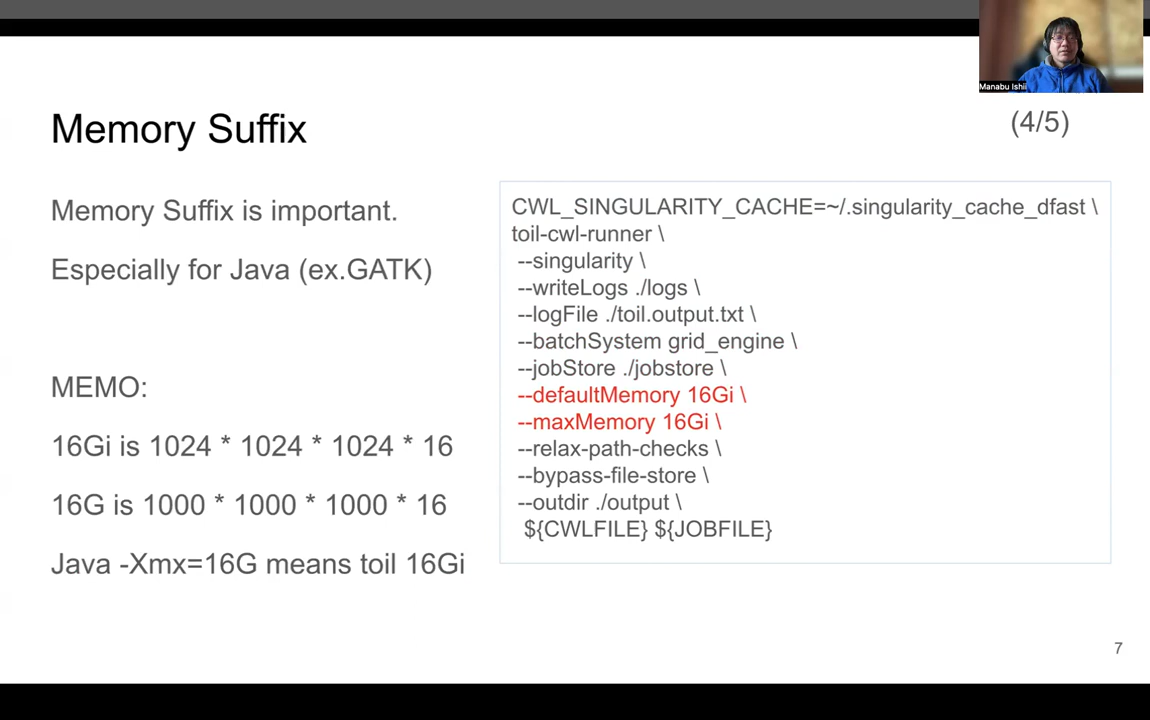 Manabu Ishii
Memory Suffix
(4/5)
Memory Suffix is important.
Especially for Java (ex.GATK)
MEMO:
16Gi is 1024 * 1024 * 1024 * 16
16G is 1000 * 1000 * 1000 * 16
Java -Xmx=16G means toil 16Gi
CWL_SINGULARITY_CACHE=~/.singularity_cache_dfast \
toil-cwl-runner \
--singularity \
--writeLogs ./logs \
--logFile ./toil.output.txt \
--batchSystem grid_engine \
--jobStore ./jobstore \
--defaultMemory 16Gi \
--maxMemory 16Gi \
--relax-path-checks \
--bypass-file-store \
--outdir ./output \
${CWLFILE} ${JOBFILE}
7